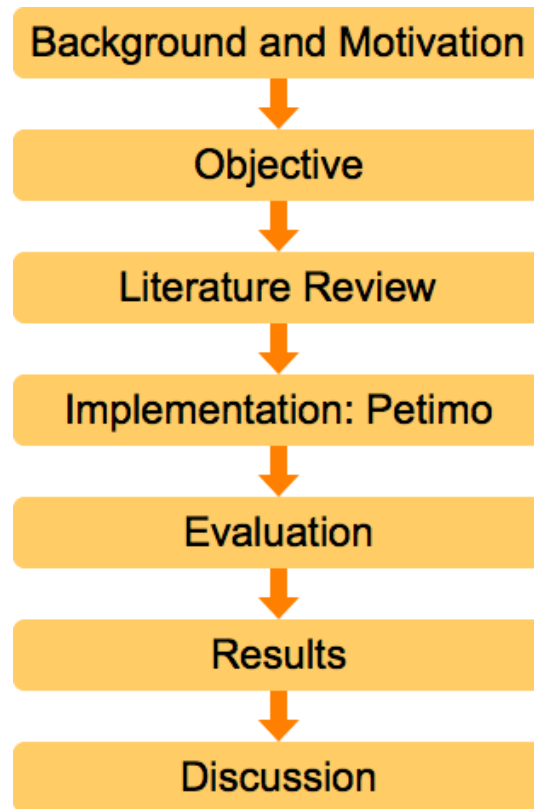 Background and Motivation
Objective
Literature Review
Implementation: Petimo
Evaluation
Results
Discussion